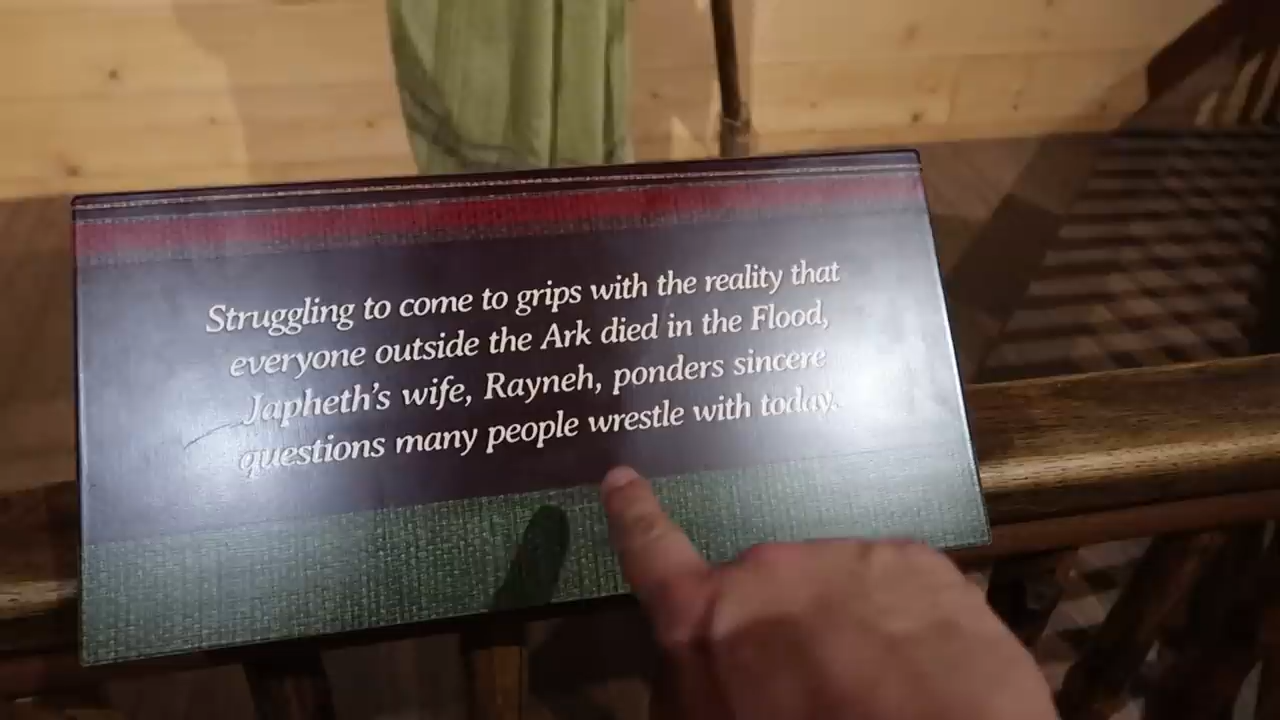 Struggling to come to grips with the reality that
everyone outside the Ark died in the Flood,
Japheth's wife, Rayneh, ponders sincere
questions many people wrestle with today.